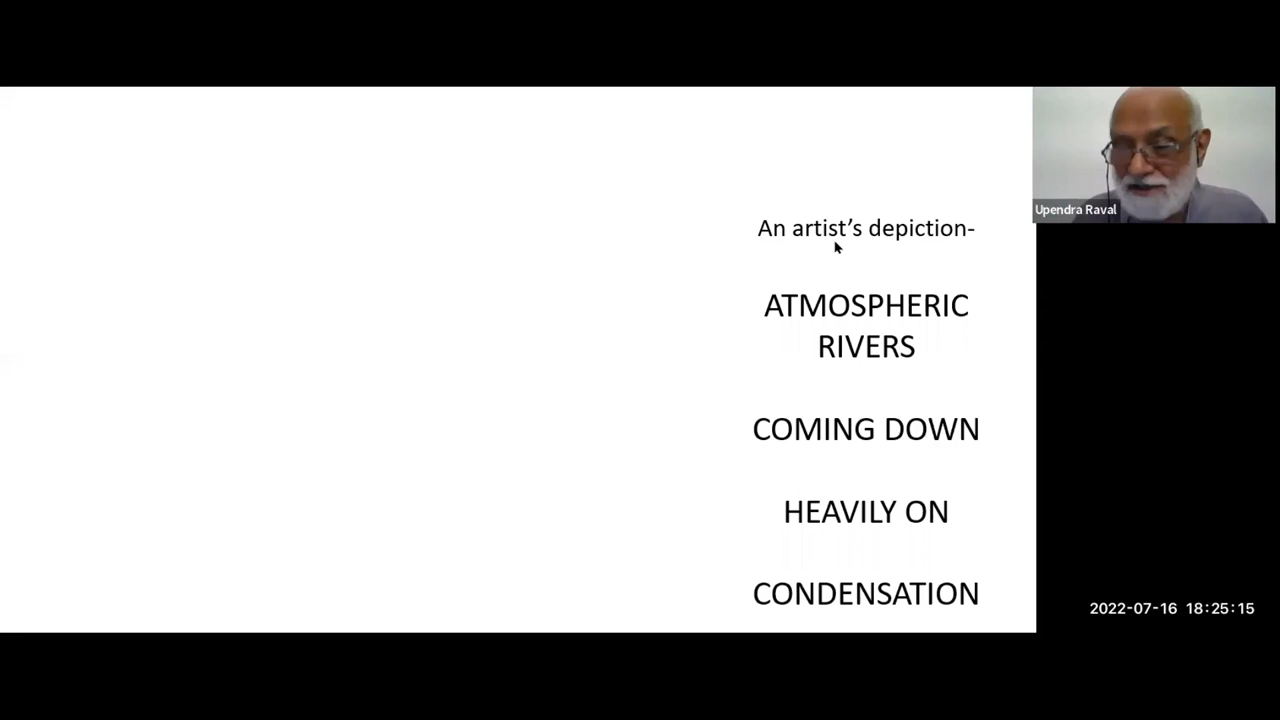 An artist’s depiction-
ATMOSPHERIC
RIVERS
COMING DOWN
HEAVILY ON
CONDENSATION
Upendra Raval
2022-07-16 18:25:15